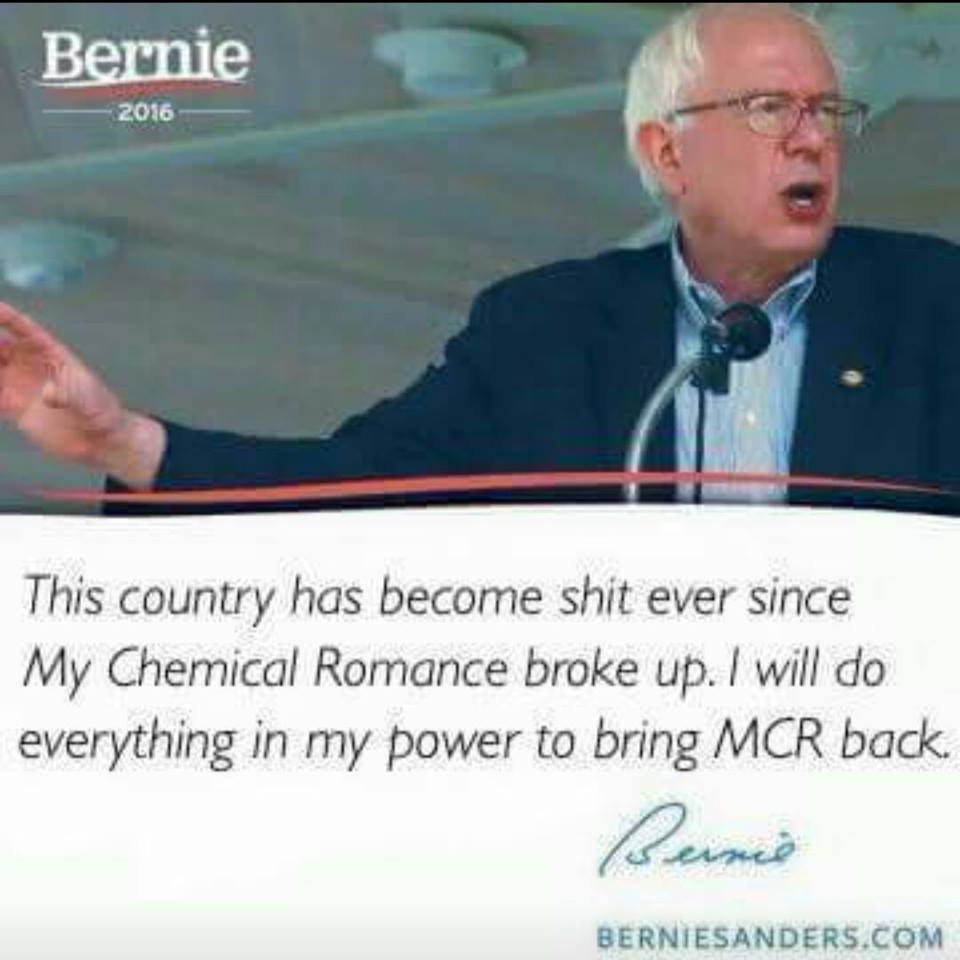 Bernie
2016
This country has become shit ever since
My Chemical Romance broke up. I will do
everything in my power to bring MCR back.
Bernie
BERNIESANDERS.COM